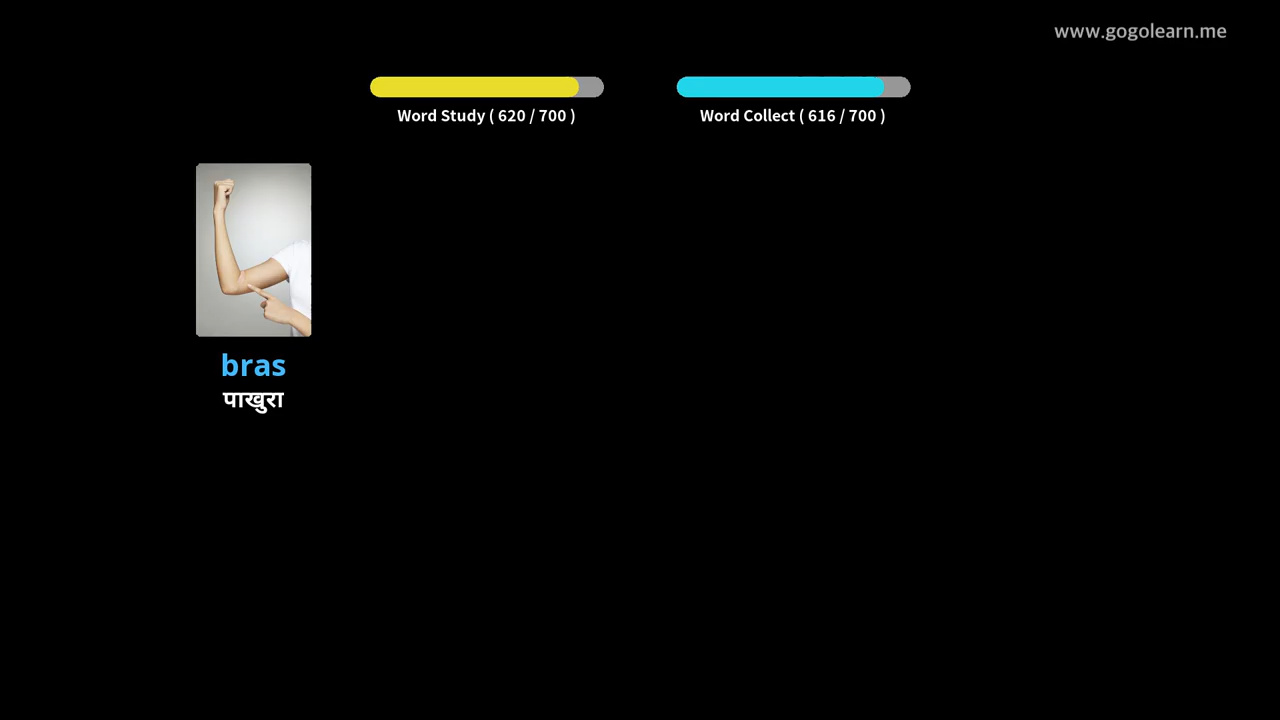 www.gogolearn.me
Word Study ( 620 / 700 )
Word Collect ( 616 / 700 )
bras
पाखुरा